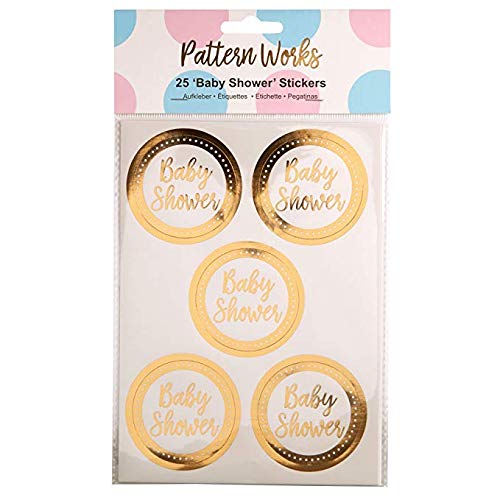 Pattern Works
25 ‘Baby Shower’ Stickers
Aufkleber • Étiquettes • Etichette • Pegatinas
Baby
Shower
Baby
Shower
Baby
Shower
Baby
Shower
Baby
Shower